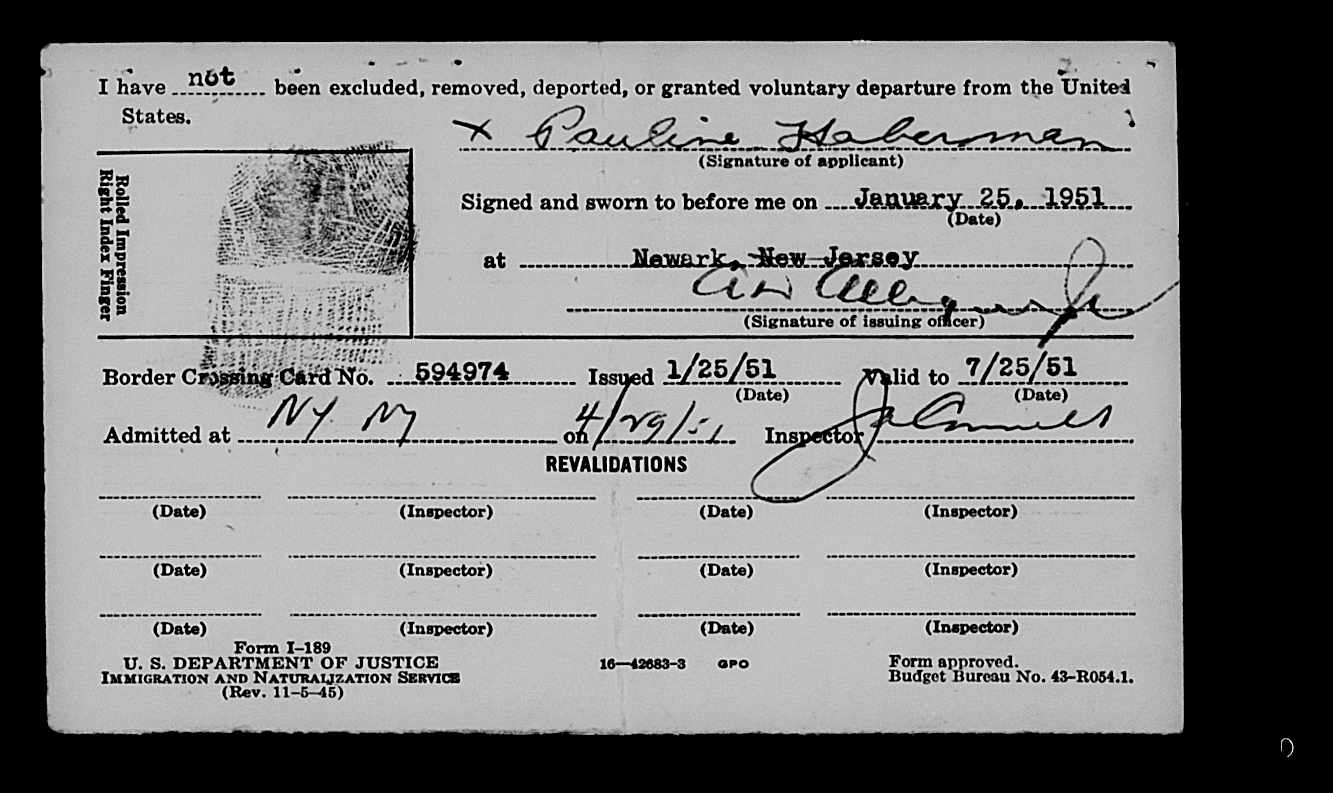 I have not been excluded, removed, deported, or granted voluntary departure from the United
States.
x Pauline Haberman
(Signature of applicant)
Rolled Impression
Right Index Finger
Signed and sworn to before me on January 25, 1951
(Date)
at Newark, New Jersey
(Signature of issuing officer)
Border Crossing Card No. 594974 Issued 1/25/51 Valid to 7/25/51
(Date) (Date)
Admitted at NY NY on 4/29/51 Inspector
REVALIDATIONS
(Date) (Inspector) (Date) (Inspector)
(Date) (Inspector) (Date) (Inspector)
(Date) (Inspector) (Date) (Inspector)
Form I-189
U. S. DEPARTMENT OF JUSTICE
IMMIGRATION AND NATURALIZATION SERVICE
(Rev. 11-5-45)
16—42683-3 GPO
Form approved.
Budget Bureau No. 43-R054.1.